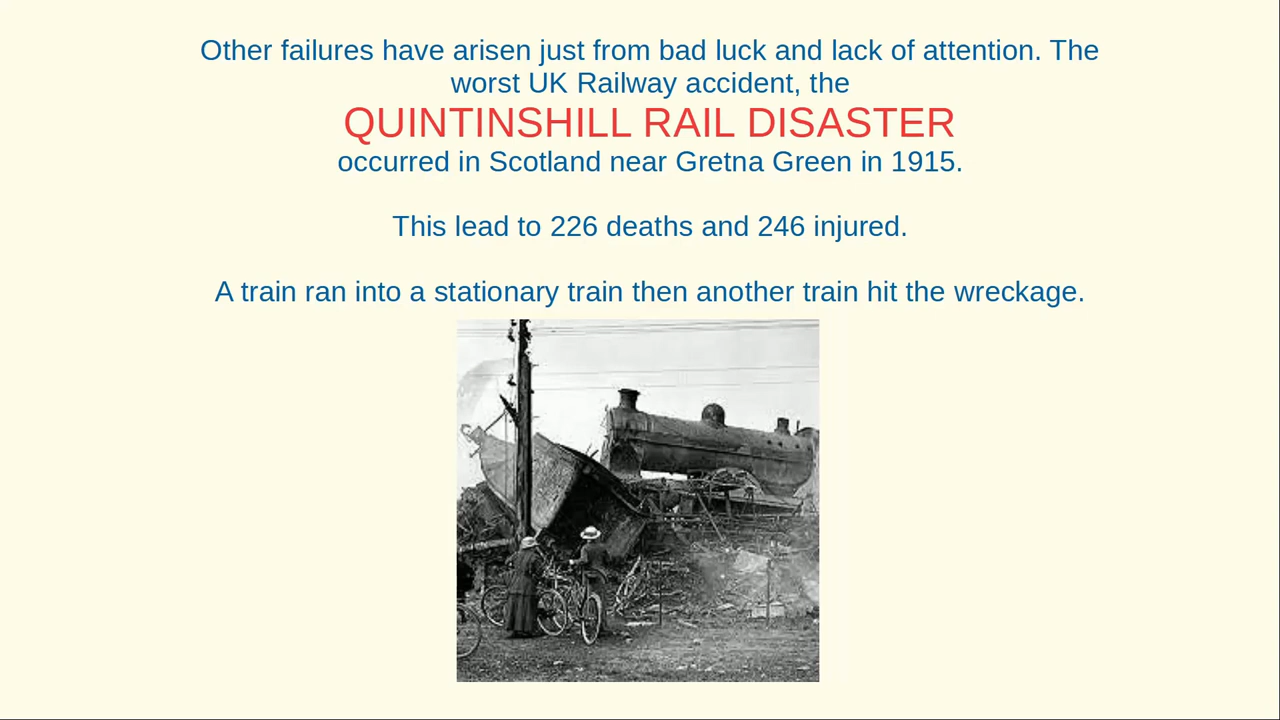 Other failures have arisen just from bad luck and lack of attention. The
worst UK Railway accident, the
QUINTINSHILL RAIL DISASTER
occurred in Scotland near Gretna Green in 1915.
This lead to 226 deaths and 246 injured.
A train ran into a stationary train then another train hit the wreckage.